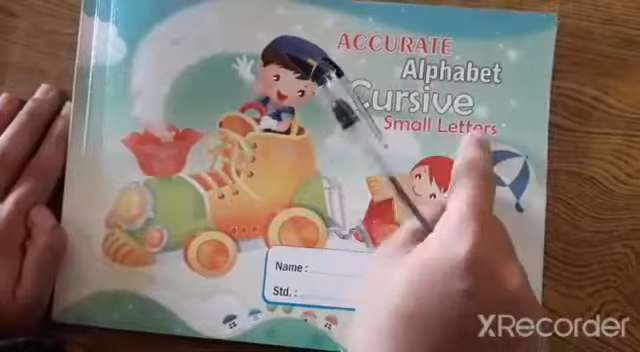 ACCURATE
Alphabet
Cursive
Small Letters
Name :
Std. :
XRecorder